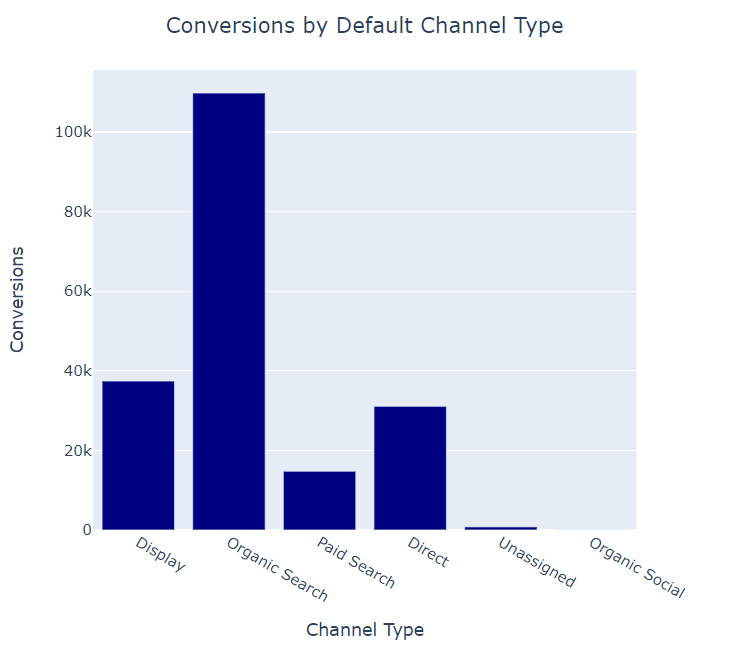 Conversions by Default Channel Type
Conversions
100k
80k
60k
40k
20k
0
Display
Organic Search
Paid Search
Direct
Unassigned
Organic Social
Channel Type